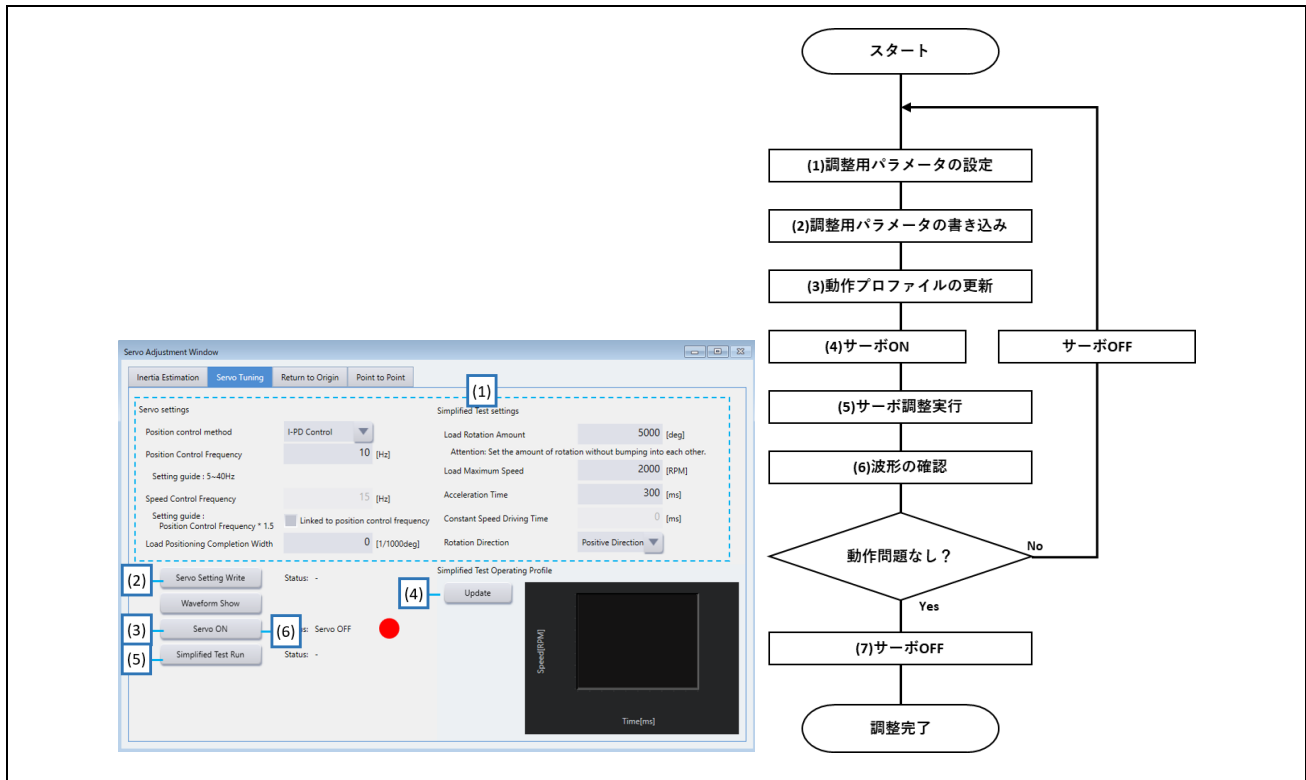 Servo Adjustment Window
Inertia Estimation
Servo Tuning
Return to Origin
Point to Point
(1)
Servo settings
Position control method
I-PD Control
Position Control Frequency
10 [Hz]
Setting guide : 5~40Hz
Speed Control Frequency
15 [Hz]
Setting guide :
Position Control Frequency * 1.5
Linked to position control frequency
Load Positioning Completion Width
0 [1/1000deg]
Simplified Test settings
Load Rotation Amount
5000 [deg]
Attention: Set the amount of rotation without bumping into each other.
Load Maximum Speed
2000 [RPM]
Acceleration Time
300 [ms]
Constant Speed Driving Time
0 [ms]
Rotation Direction
Positive Direction
(2)
Servo Setting Write
Status: -
Waveform Show
(3)
Servo ON
(6)
s: Servo OFF
(5)
Simplified Test Run
Status: -
Simplified Test Operating Profile
(4)
Update
Speed[RPM]
Time[ms]
スタート
(1)調整用パラメータの設定
(2)調整用パラメータの書き込み
(3)動作プロファイルの更新
(4)サーボON
サーボOFF
(5)サーボ調整実行
(6)波形の確認
動作問題なし？
No
Yes
(7)サーボOFF
調整完了